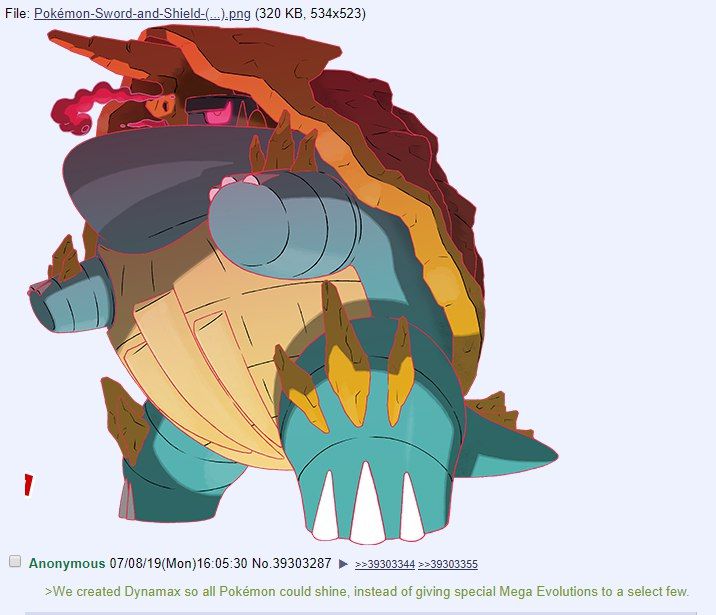 File: Pokémon-Sword-and-Shield-(...).png (320 KB, 534x523)
Anonymous 07/08/19(Mon)16:05:30 No.39303287 ▶ >>39303344 >>39303355
>We created Dynamax so all Pokémon could shine, instead of giving special Mega Evolutions to a select few.